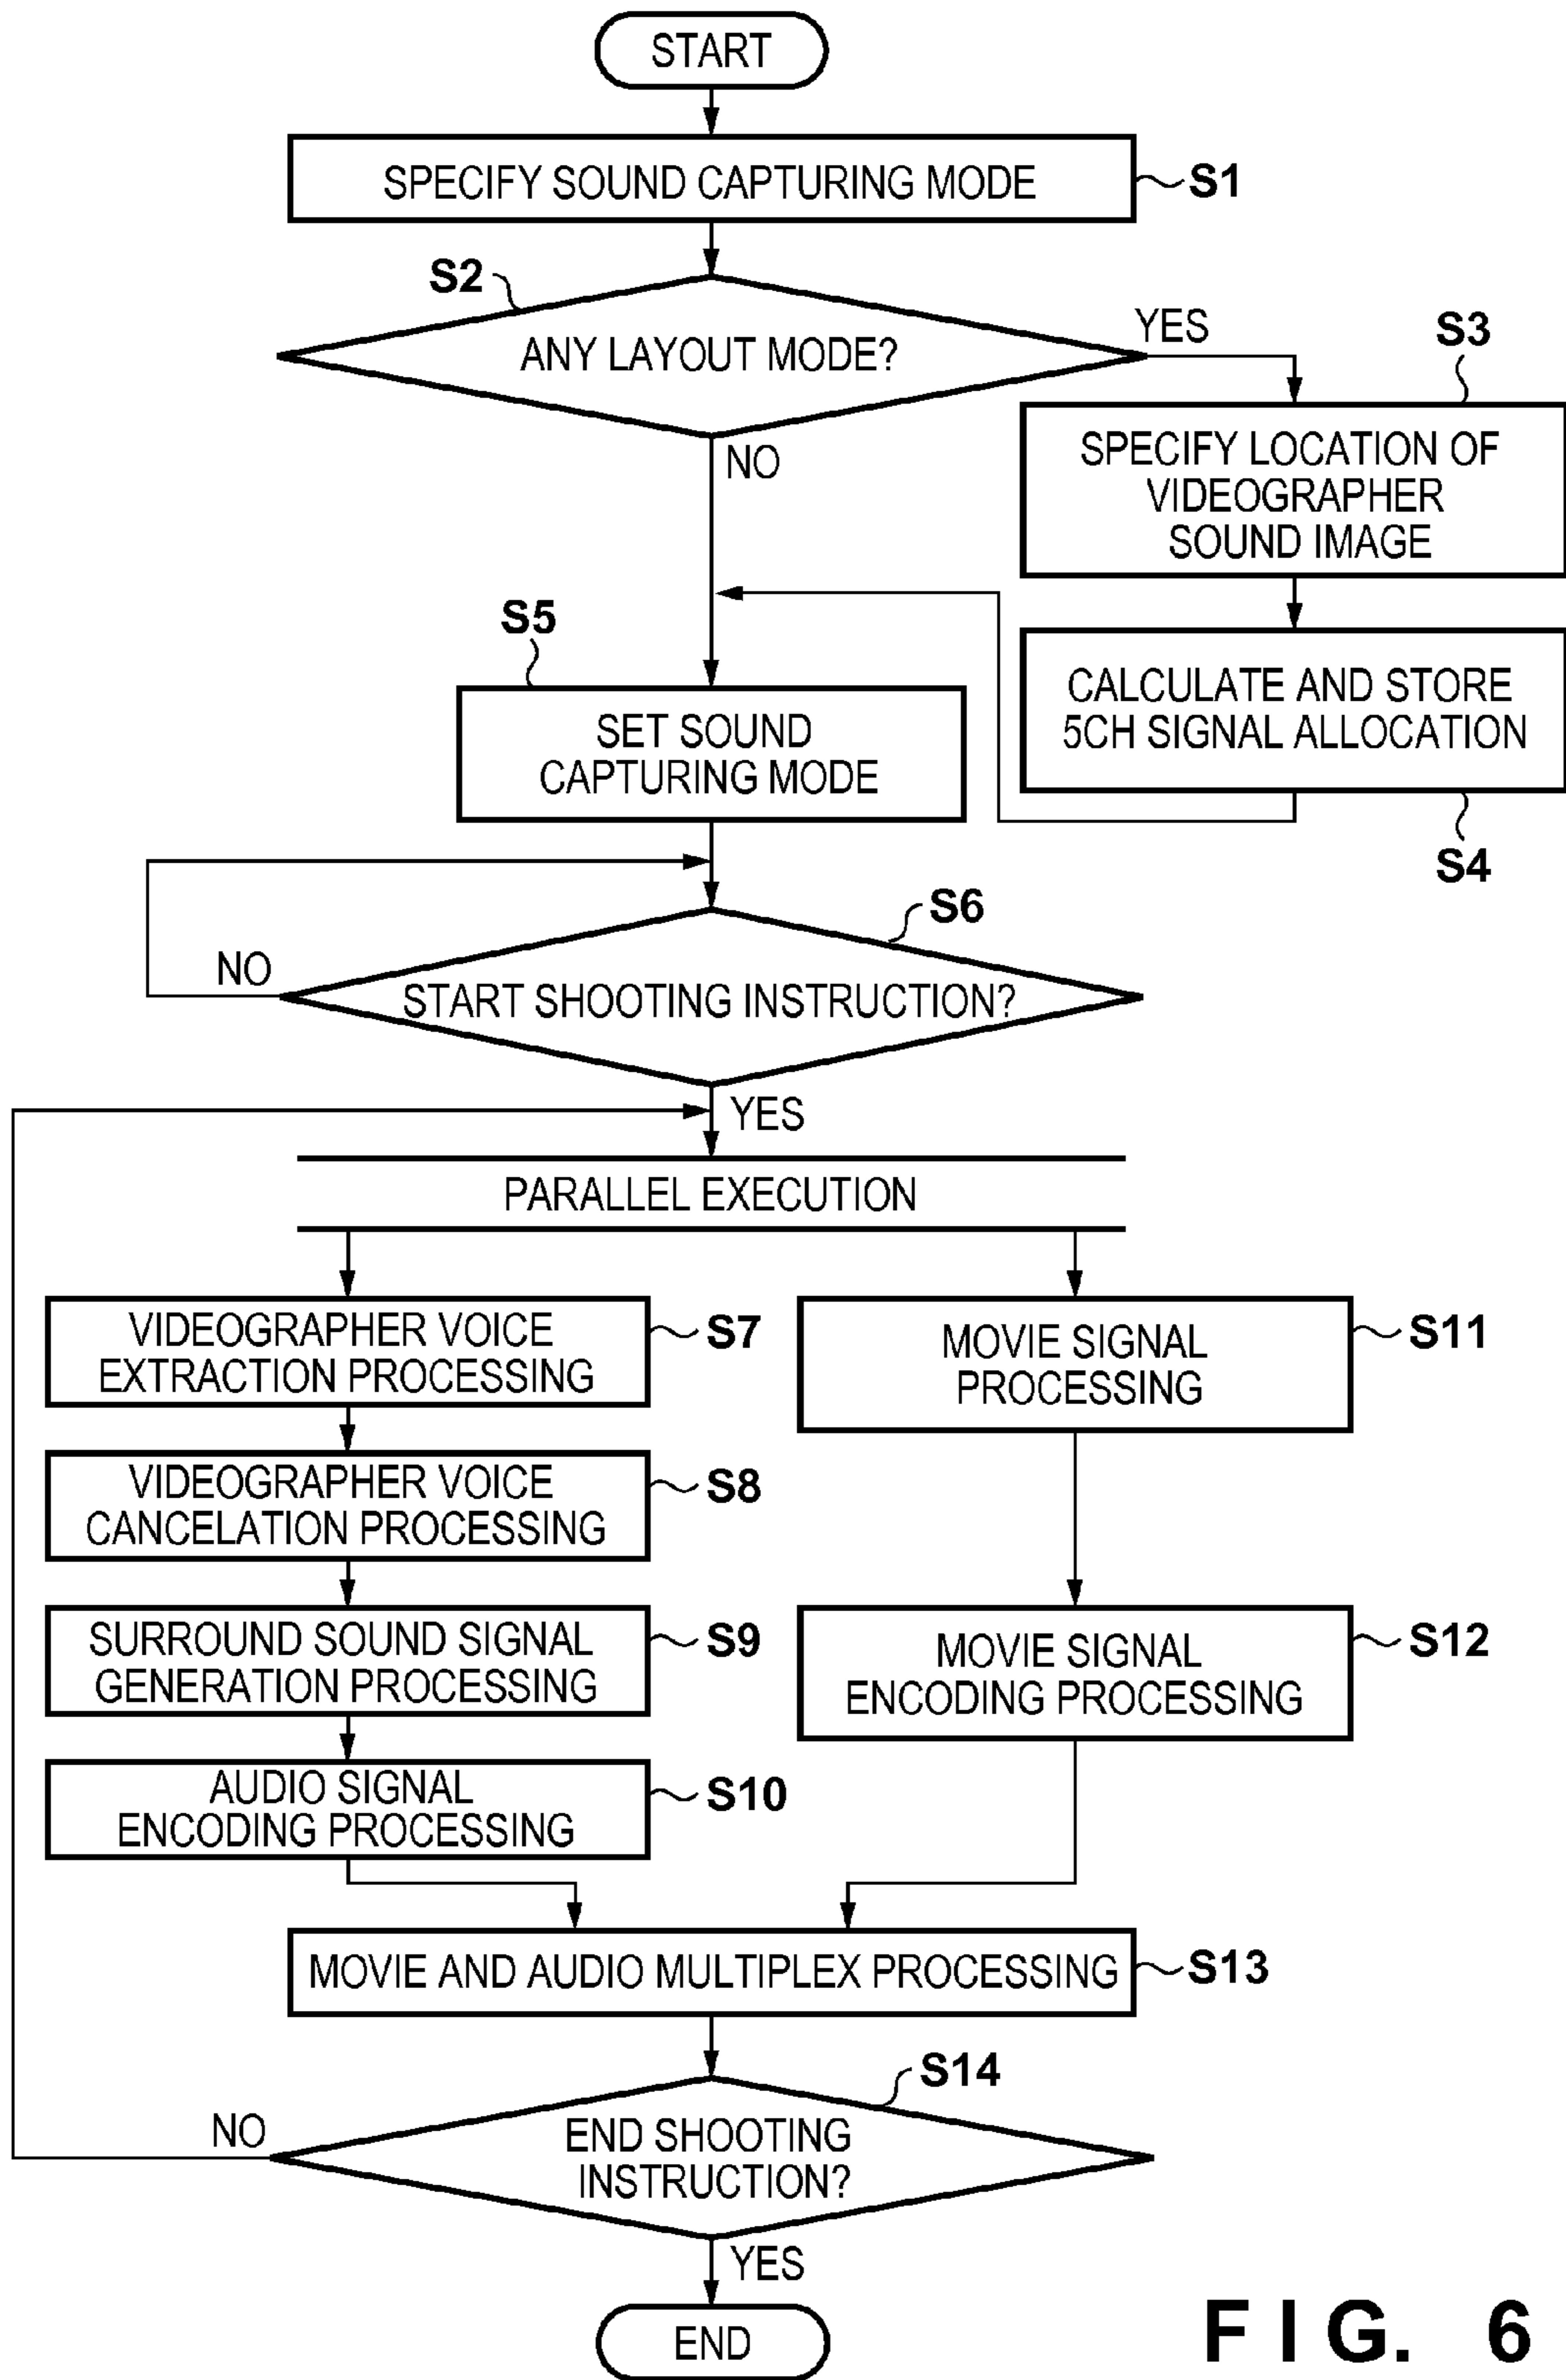 START
SPECIFY SOUND CAPTURING MODE
S1
S2
ANY LAYOUT MODE?
YES
NO
S3
SPECIFY LOCATION OF
VIDEOGRAPHER
SOUND IMAGE
CALCULATE AND STORE
5CH SIGNAL ALLOCATION
S4
S5
SET SOUND
CAPTURING MODE
S6
START SHOOTING INSTRUCTION?
NO
YES
PARALLEL EXECUTION
VIDEOGRAPHER VOICE
EXTRACTION PROCESSING
S7
VIDEOGRAPHER VOICE
CANCELATION PROCESSING
S8
SURROUND SOUND SIGNAL
GENERATION PROCESSING
S9
AUDIO SIGNAL
ENCODING PROCESSING
S10
MOVIE SIGNAL
PROCESSING
S11
MOVIE SIGNAL
ENCODING PROCESSING
S12
MOVIE AND AUDIO MULTIPLEX PROCESSING
S13
S14
END SHOOTING
INSTRUCTION?
NO
YES
END
FIG. 6